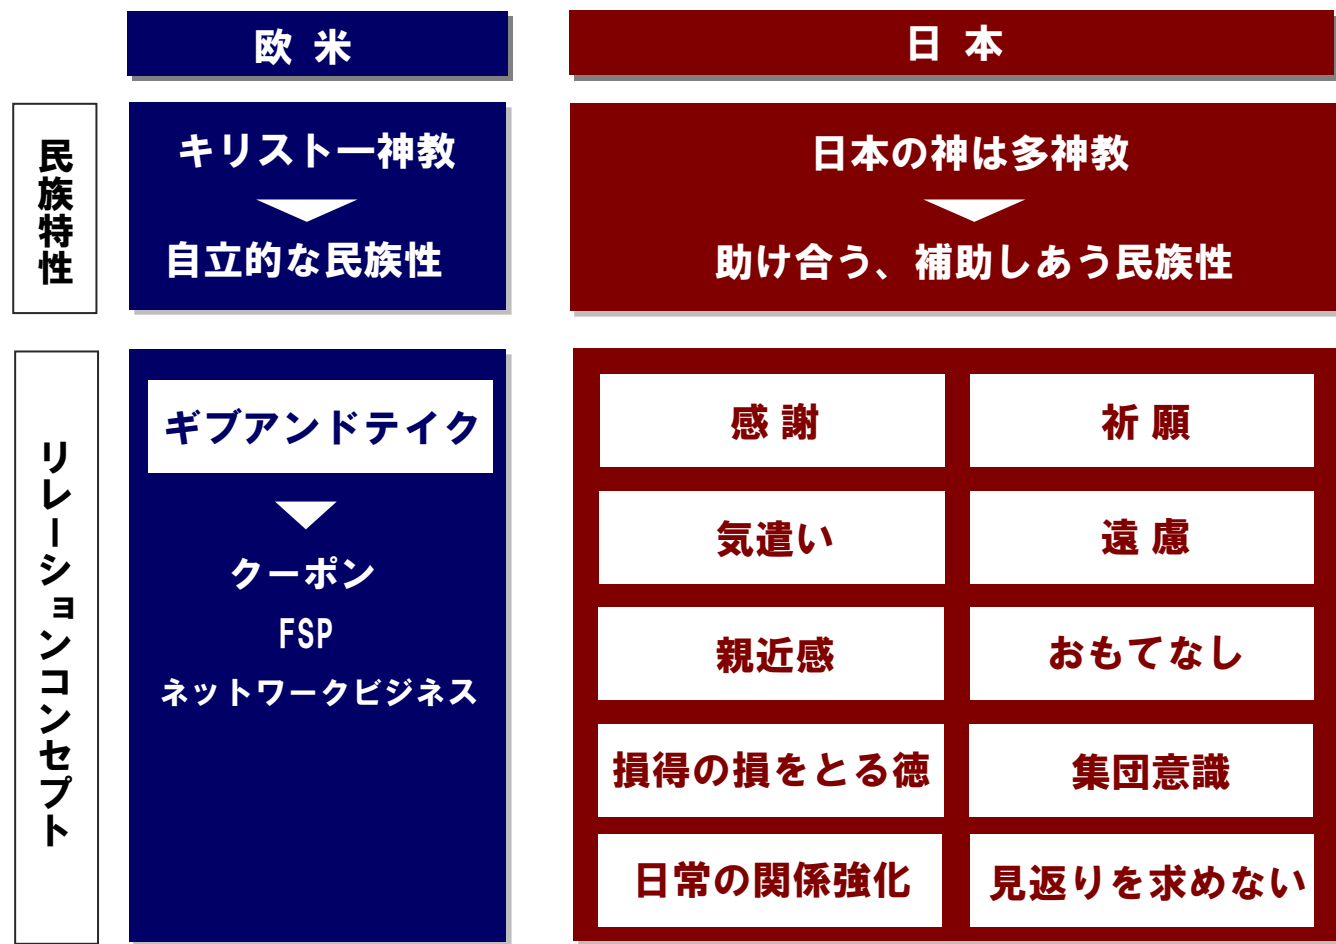 欧 米
日 本
民族特性
キリスト一神教
自立的な民族性
日本の神は多神教
助け合う、補助しあう民族性
リレーションコンセプト
ギブアンドテイク
クーポン
FSP
ネットワークビジネス
感 謝
祈 願
気遣い
遠 慮
親近感
おもてなし
損得の損をとる徳
集団意識
日常の関係強化
見返りを求めない